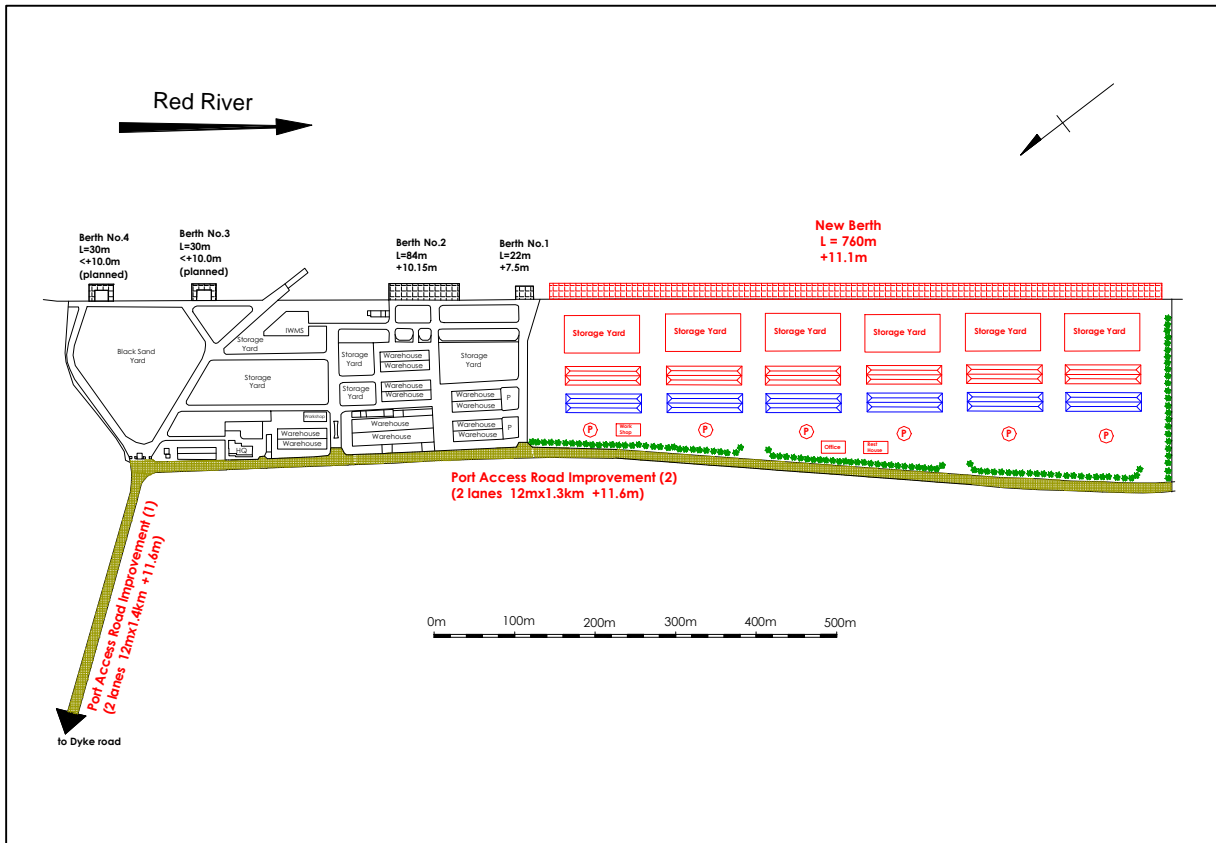 Red River
Berth No.4
L=30m
<+10.0m
(planned)
Berth No.3
L=30m
<+10.0m
(planned)
Berth No.2
L=84m
+10.15m
Berth No.1
L=22m
+7.5m
New Berth
L = 760m
+11.1m
Black Sand
Yard
IWMS
Storage
Yard
Storage
Yard
Storage
Yard
Storage
Yard
Storage
Yard
Warehouse
Warehouse
Warehouse
Warehouse
Warehouse
Warehouse
P
Workshop
Warehouse
Warehouse
Warehouse
Warehouse
Warehouse
Warehouse
P
HQ
Storage Yard
Storage Yard
Storage Yard
Storage Yard
Storage Yard
Storage Yard
P
Work
Shop
P
P
P
P
P
Office
Rest
House
Port Access Road Improvement (2)
(2 lanes 12mx1.3km +11.6m)
Port Access Road Improvement (1)
(2 lanes 12mx1.4km +11.6m)
0m
100m
200m
300m
400m
500m
to Dyke road